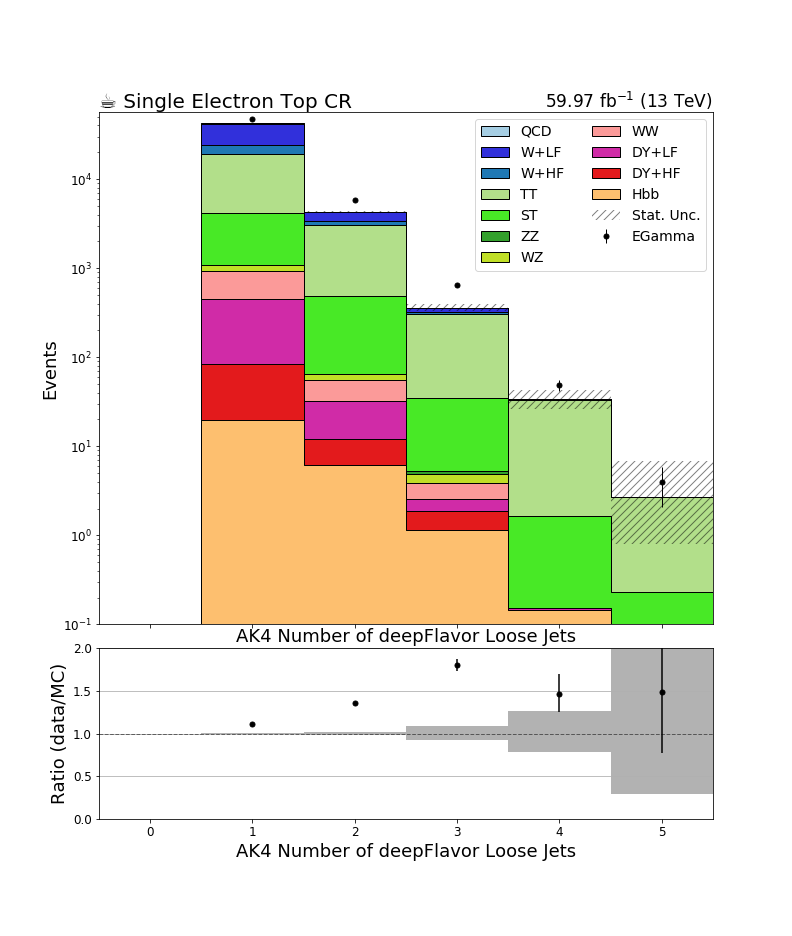 ☕ Single Electron Top CR 59.97 fb⁻¹ (13 TeV)
QCD WW
W+LF DY+LF
W+HF DY+HF
TT Hbb
ST Stat. Unc.
ZZ EGamma
WZ
Events
10⁴
10³
10²
10¹
10⁰
10⁻¹
AK4 Number of deepFlavor Loose Jets
Ratio (data/MC)
2.0
1.5
1.0
0.5
0.0
0 1 2 3 4 5
AK4 Number of deepFlavor Loose Jets